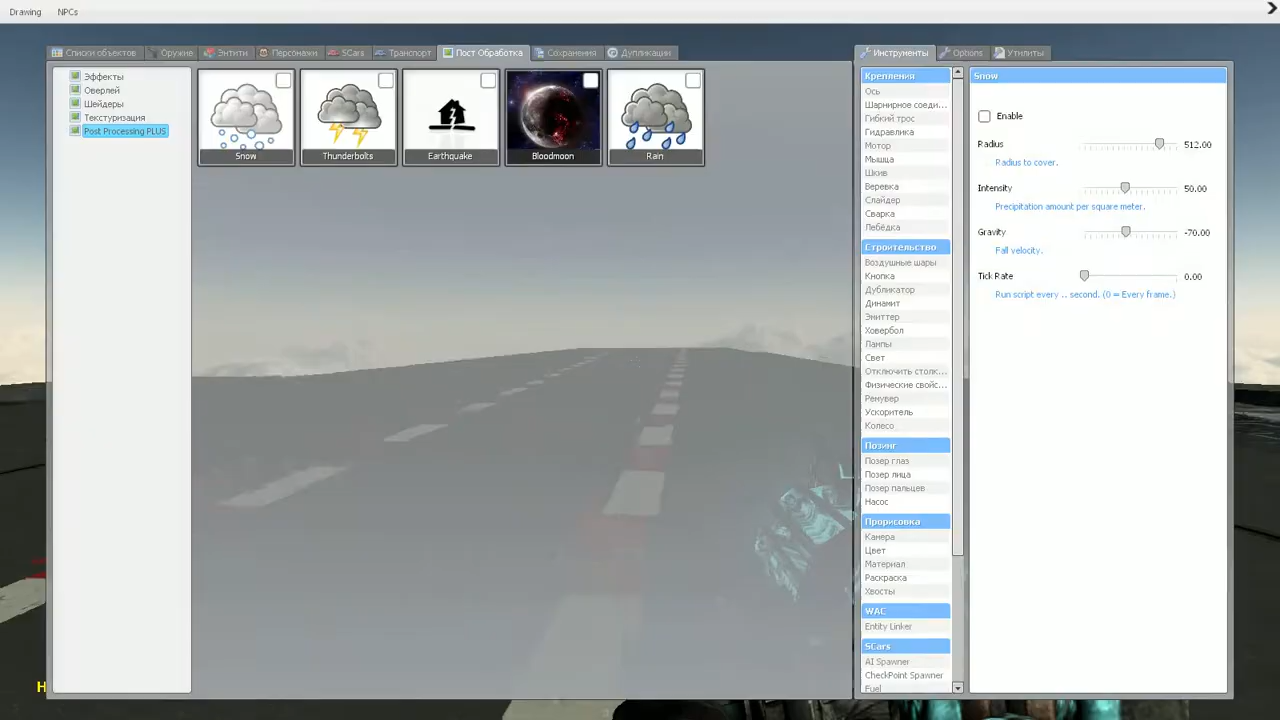 Drawing NPCs
Списки объектов Оружие Энтити Персонажи SCars Транспорт Пост Обработка Сохранения Дупликации
Инструменты Options Утилиты
Эффекты
Оверлей
Шейдеры
Текстуризация
Post Processing PLUS
Snow Thunderbolts Earthquake Bloodmoon Rain
Крепления
Ось
Шарнирное соеди...
Гибкий трос
Гидравлика
Мотор
Мышца
Шкив
Веревка
Слайдер
Сварка
Лебёдка
Строительство
Воздушные шары
Кнопка
Дубликатор
Динамит
Эмиттер
Ховербол
Лампы
Свет
Отключить столк...
Физические свойс...
Ремувер
Ускоритель
Колесо
Позинг
Позер глаз
Позер лица
Позер пальцев
Насос
Прорисовка
Камера
Цвет
Материал
Раскраска
Хвосты
WAC
Entity Linker
SCars
AI Spawner
CheckPoint Spawner
Fuel
Snow
Enable
Radius 512.00
Radius to cover.
Intensity 50.00
Precipitation amount per square meter.
Gravity -70.00
Fall velocity.
Tick Rate 0.00
Run script every .. second. (0 = Every frame.)
H